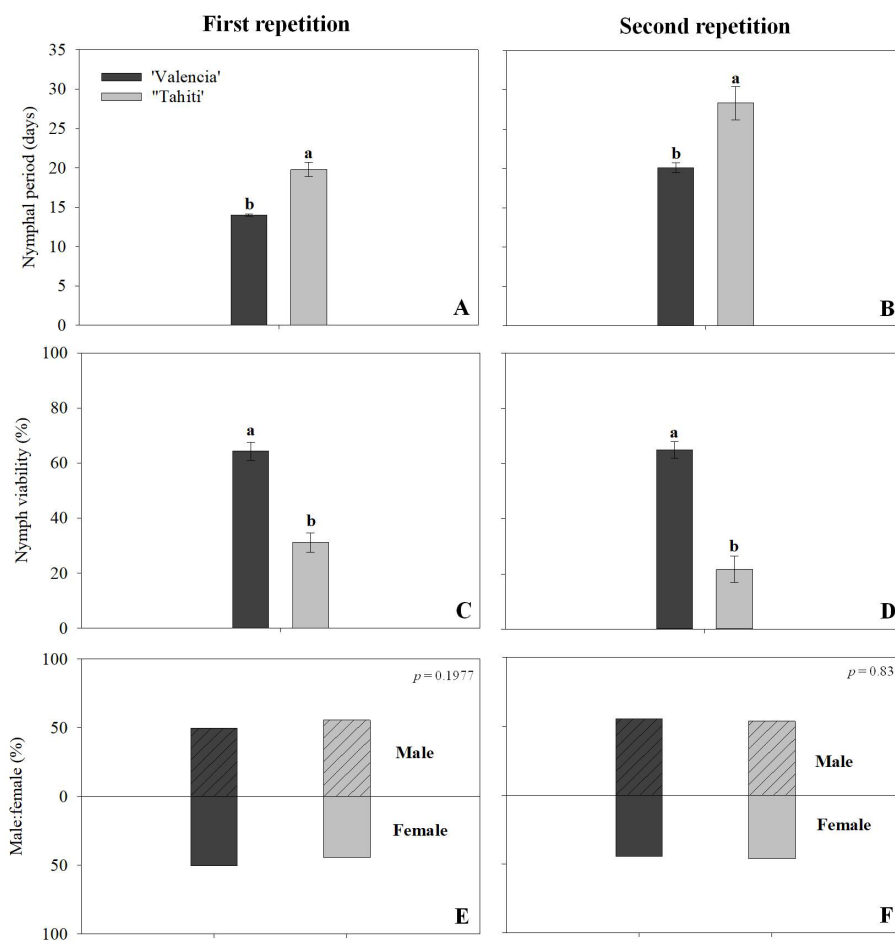 First repetition
Second repetition
35
30
25
20
15
10
5
0
Nymphal period (days)
'Valencia'
"Tahiti'
b
a
A
b
a
B
100
80
60
40
20
0
Nymph viability (%)
a
b
C
a
b
D
100
50
0
50
100
Male:female (%)
p = 0.1977
Male
Female
E
p = 0.83
Male
Female
F